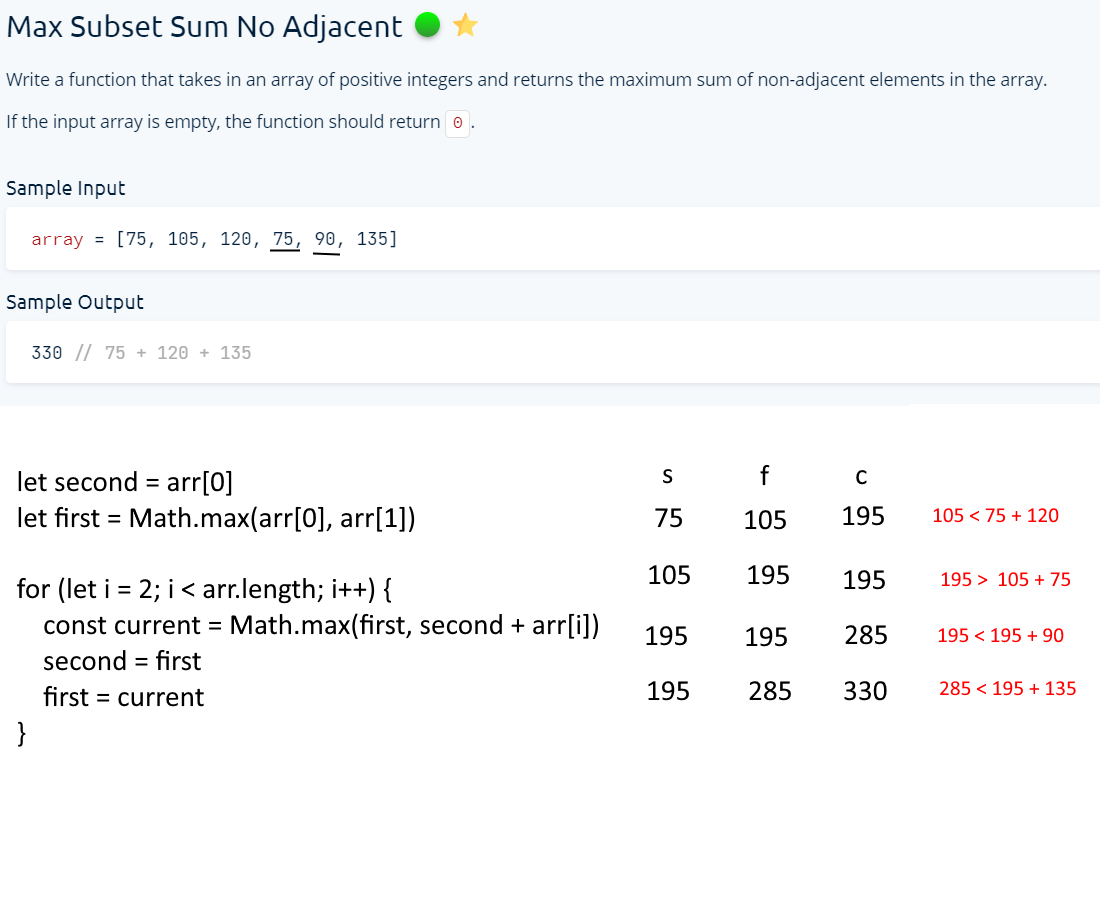 Max Subset Sum No Adjacent
Write a function that takes in an array of positive integers and returns the maximum sum of non-adjacent elements in the array.
If the input array is empty, the function should return 0.
Sample Input
array = [75, 105, 120, 75, 90, 135]
Sample Output
330 // 75 + 120 + 135
let second = arr[0]
let first = Math.max(arr[0], arr[1])
for (let i = 2; i < arr.length; i++) {
const current = Math.max(first, second + arr[i])
second = first
first = current
}
s f c
75 105 195 105 < 75 + 120
105 195 195 195 > 105 + 75
195 195 285 195 < 195 + 90
195 285 330 285 < 195 + 135